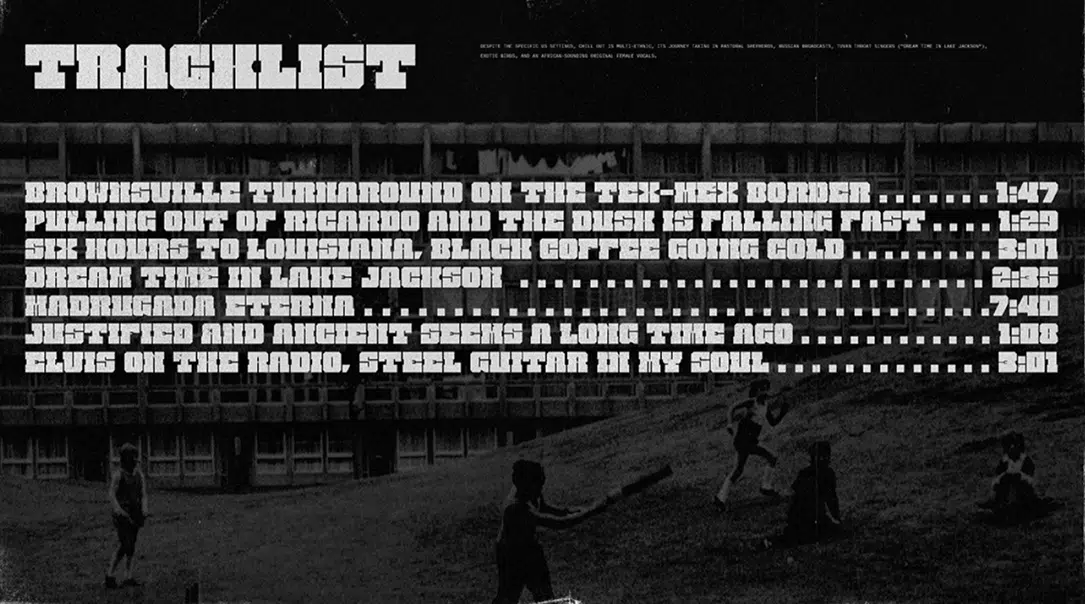 TRACKLIST
DESPITE THE SPECIFIC US SETTINGS, CHILL OUT IS MULTI-ETHNIC, ITS JOURNEY TAKING IN PASTORAL SHEPHERDS, RUSSIAN BROADCASTS, TUVAN THROAT SINGERS ("DREAM TIME IN LAKE JACKSON"),
EXOTIC BIRDS, AND AN AFRICAN-SOUNDING ORIGINAL FEMALE VOCALS.
BROWNSVILLE TURNAROUND ON THE TEX-MEX BORDER ....... 1:47
PULLING OUT OF RICARDO AND THE DUSK IS FALLING FAST .... 1:29
SIX HOURS TO LOUISIANA, BLACK COFFEE GOING COLD ......... 3:01
DREAM TIME IN LAKE JACKSON ............................ 2:35
MADRUGADA ETERNA ..................................... 7:40
JUSTIFIED AND ANCIENT SEEMS A LONG TIME AGO ............ 1:08
ELVIS ON THE RADIO, STEEL GUITAR IN MY SOUL ............. 3:01